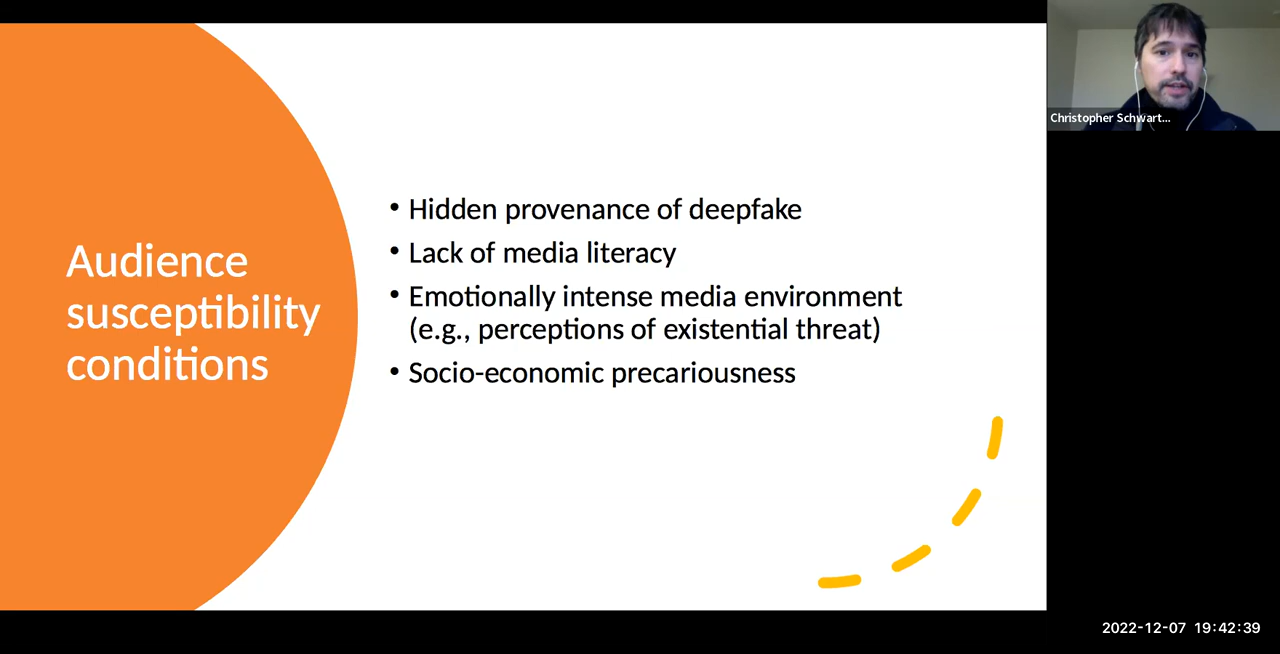 Audience
susceptibility
conditions
• Hidden provenance of deepfake
• Lack of media literacy
• Emotionally intense media environment
(e.g., perceptions of existential threat)
• Socio-economic precariousness
Christopher Schwart...
2022-12-07 19:42:39